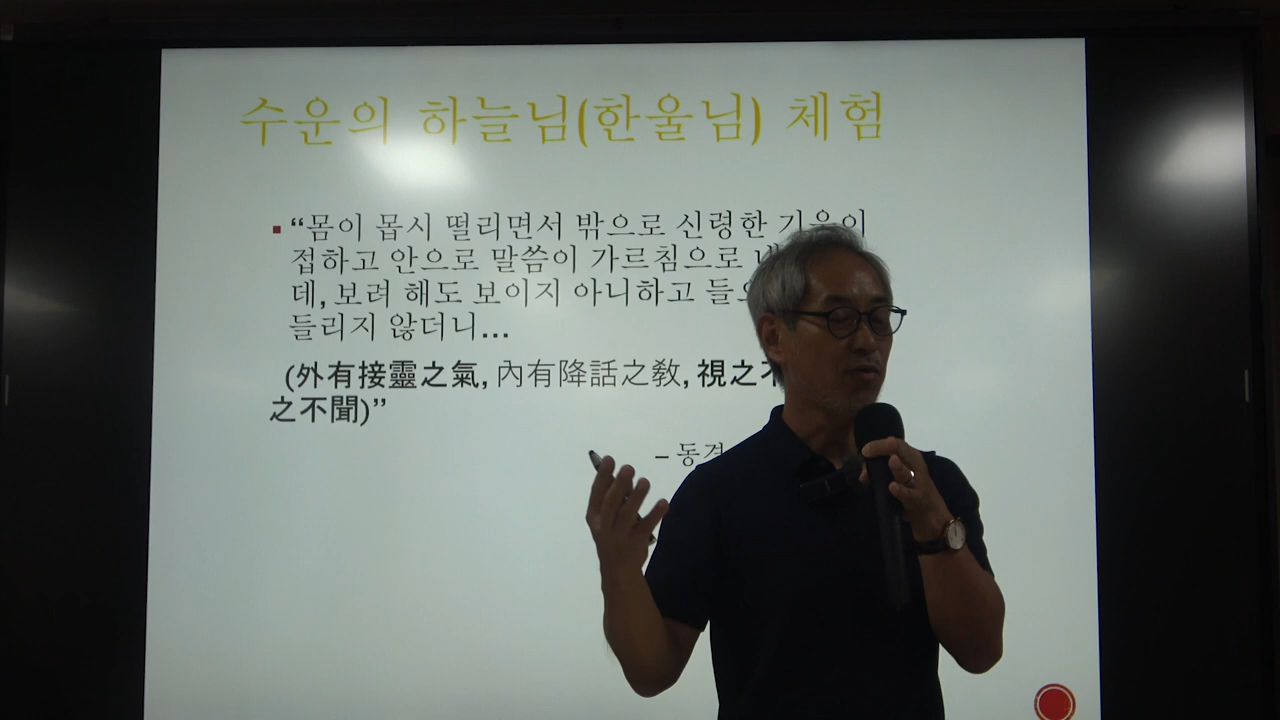 수운의 하늘님(한울님) 체험
▪ “몸이 몹시 떨리면서 밖으로 신령한 기운이
접하고 안으로 말씀이 가르침으로
데, 보려 해도 보이지 아니하고
들리지 않더니...
(外有接靈之氣, 內有降話之敎, 視之不
之不聞)”
–